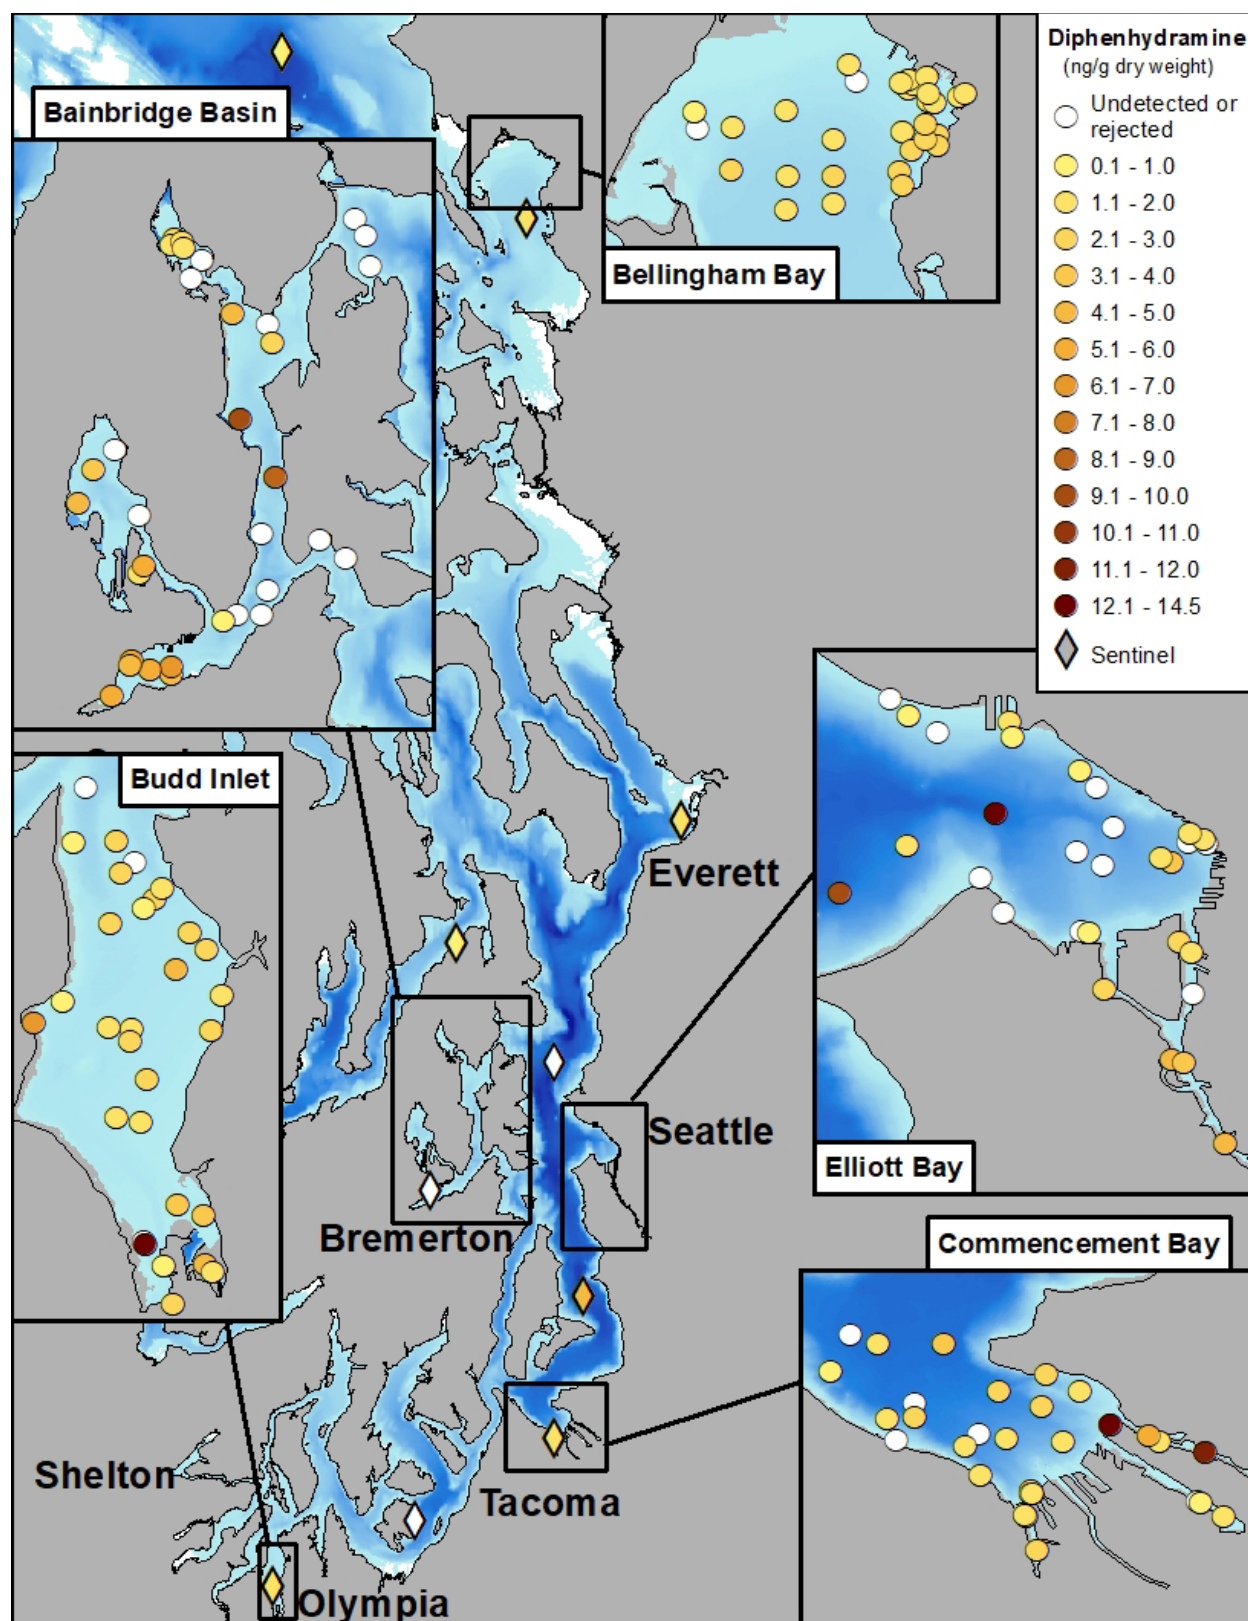 Diphenhydramine
(ng/g dry weight)
Undetected or
rejected
0.1 - 1.0
1.1 - 2.0
2.1 - 3.0
3.1 - 4.0
4.1 - 5.0
5.1 - 6.0
6.1 - 7.0
7.1 - 8.0
8.1 - 9.0
9.1 - 10.0
10.1 - 11.0
11.1 - 12.0
12.1 - 14.5
Sentinel
Bainbridge Basin
Bellingham Bay
Budd Inlet
Everett
Seattle
Elliott Bay
Bremerton
Commencement Bay
Shelton
Tacoma
Olympia